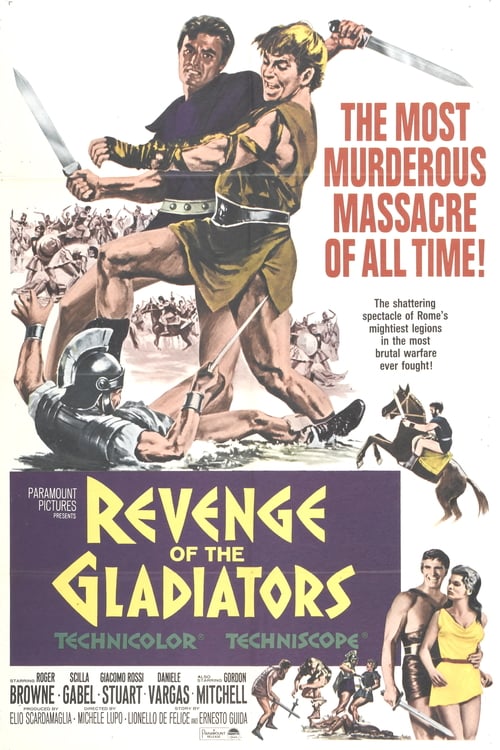 THE MOST
MURDEROUS
MASSACRE
OF ALL TIME!
The shattering
spectacle of Rome's
mightiest legions
in the most
brutal warfare
ever fought!
PARAMOUNT
PICTURES
PRESENTS
REVENGE
OF THE
GLADIATORS
TECHNICOLOR® TECHNISCOPE®
STARRING ROGER BROWNE SCILLA GABEL GIACOMO ROSSI STUART DANIELE VARGAS ALSO STARRING GORDON MITCHELL
PRODUCED BY ELIO SCARDAMAGLIA DIRECTED BY MICHELE LUPO STORY BY LIONELLO DE FELICE AND ERNESTO GUIDA
A Paramount
RELEASE